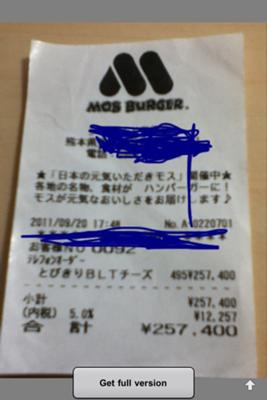 MOS BURGER.
熊本県
電話
★「日本の元気いただきモス」開催中★
各地の名物、食材が ハンバーガーに!
モスが元気なおいしさをお届けします♪
2011/09/20 17:48 No.A-0220701
お客様NO 0092
テレフォンオーダー
とびきりBLTチーズ 495¥257,400
小計 ¥257,400
(内税) 5.0% ¥12,257
合 計 ¥257,400
Get full version